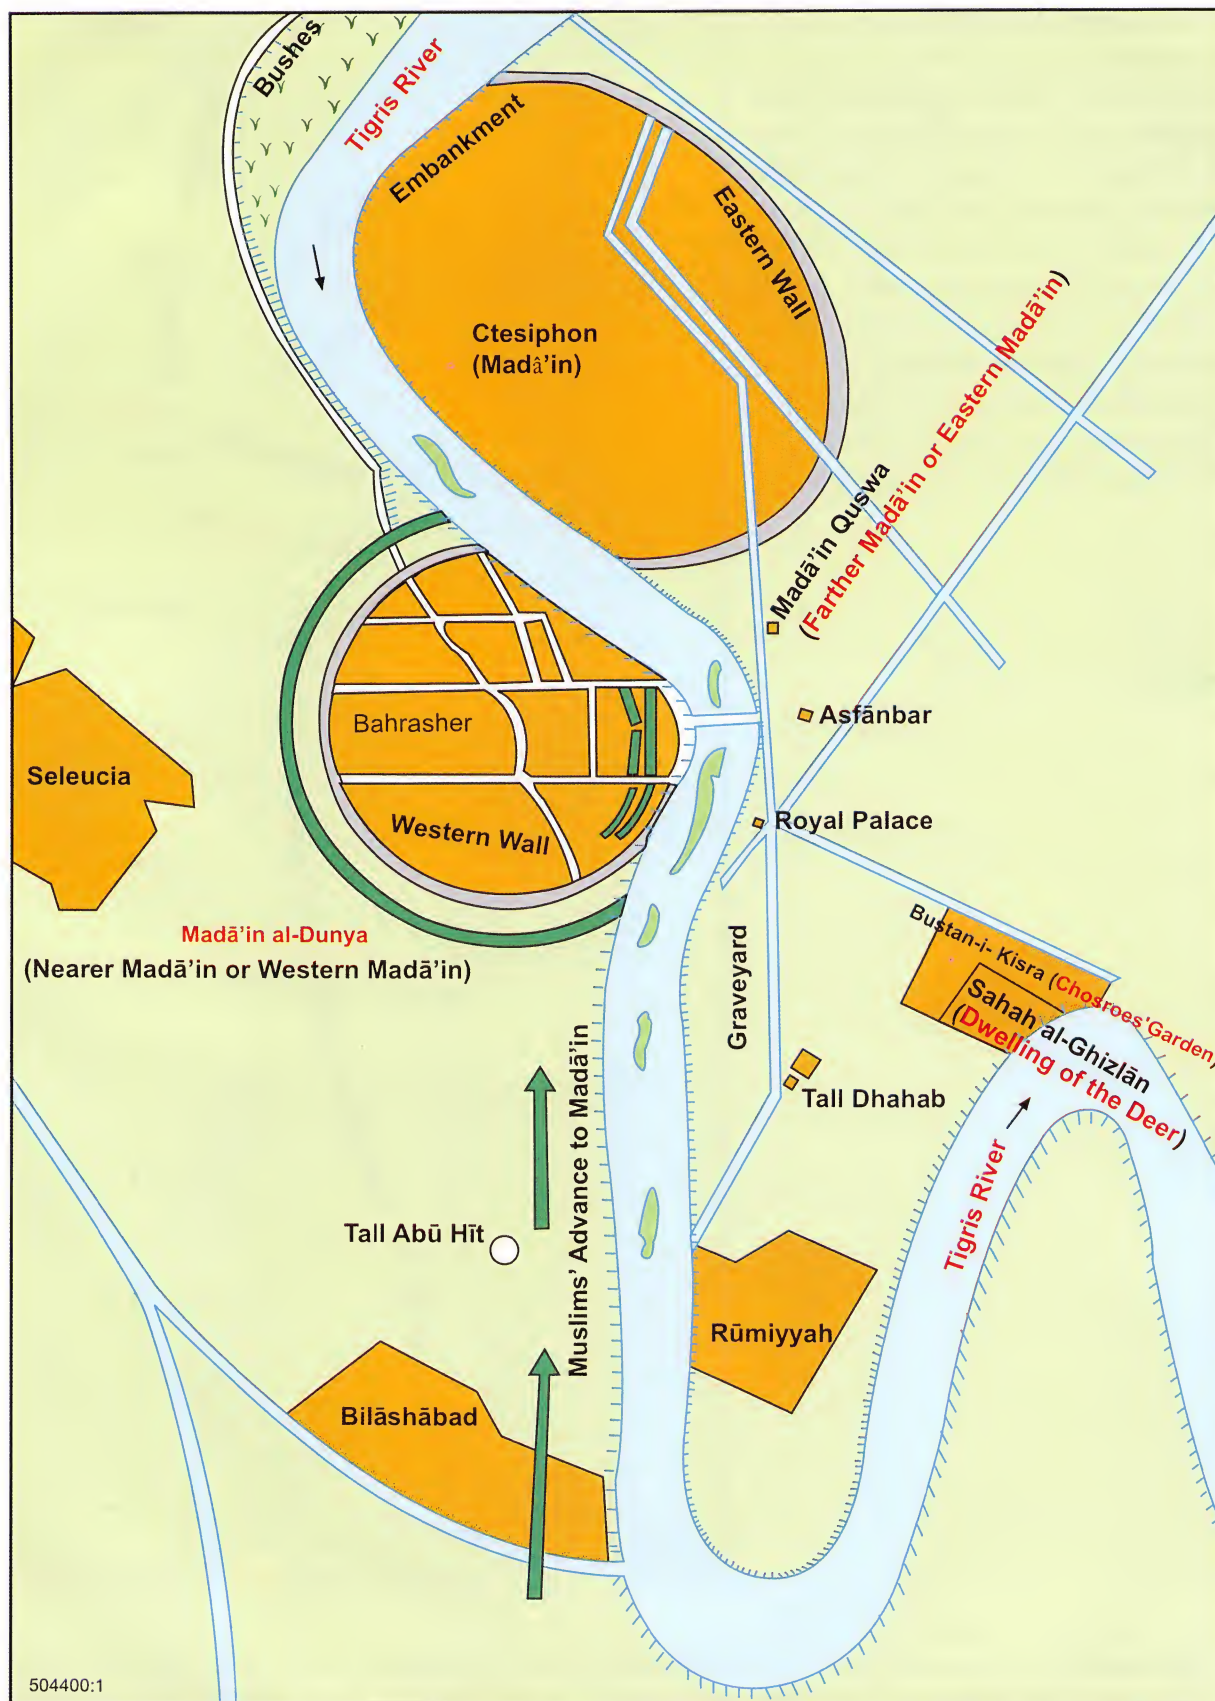 Bushes
Tigris River
Embankment
Eastern Wall
Ctesiphon
(Madâ’in)
Madā’in Quswa
(Farther Madā’in or Eastern Madā’in)
Asfānbar
Bahrasher
Seleucia
Royal Palace
Western Wall
Madā’in al-Dunya
(Nearer Madā’in or Western Madā’in)
Graveyard
Bustan-i- Kisra (Chosroes'Garden)
Sahah al-Ghizlān
(Dwelling of the Deer)
Muslims’ Advance to Madā’in
Tall Dhahab
Tigris River
Tall Abū Hīt
Rūmiyyah
Bilāshābad
504400:1